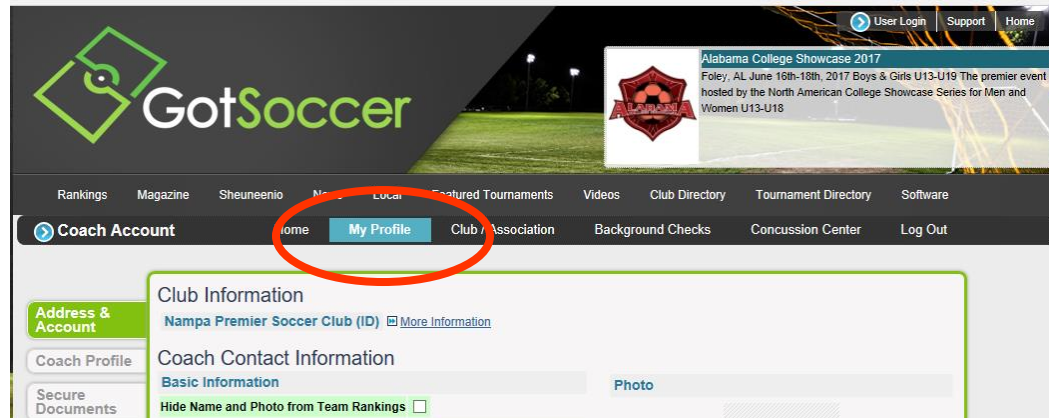 User Login Support Home
GotSoccer
ALABAMA
Alabama College Showcase 2017
Foley, AL June 16th-18th, 2017 Boys & Girls U13-U19 The premier event
hosted by the North American College Showcase Series for Men and
Women U13-U18
Rankings Magazine Sheuneenio Local Featured Tournaments Videos Club Directory Tournament Directory Software
Coach Account Home My Profile Club / Association Background Checks Concussion Center Log Out
Address &
Account
Coach Profile
Secure
Documents
Club Information
Nampa Premier Soccer Club (ID) More Information
Coach Contact Information
Basic Information
Photo
Hide Name and Photo from Team Rankings